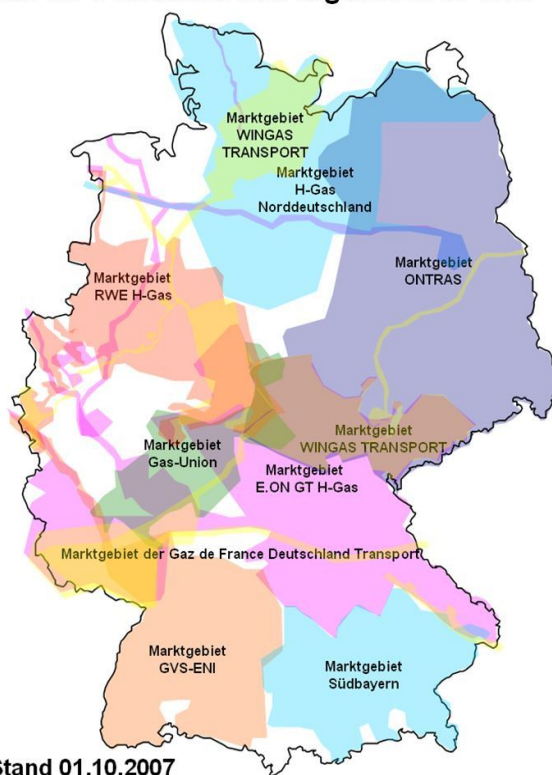 Marktgebiet
WINGAS
TRANSPORT
Marktgebiet
H-Gas
Norddeutschland
Marktgebiet
ONTRAS
Marktgebiet
RWE H-Gas
Marktgebiet
WINGAS TRANSPORT
Marktgebiet
Gas-Union
Marktgebiet
E.ON GT H-Gas
Marktgebiet der Gaz de France Deutschland Transport
Marktgebiet
GVS-ENI
Marktgebiet
Südbayern
Stand 01.10.2007